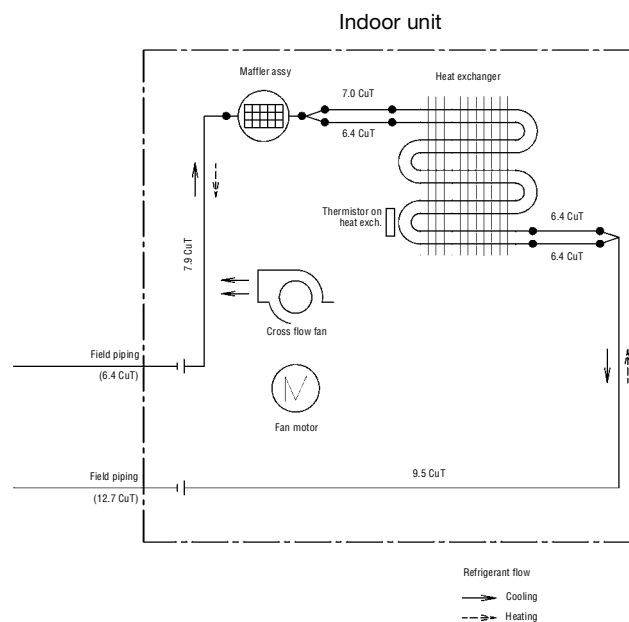 Indoor unit
Maffler assy
7.0 CuT
Heat exchanger
6.4 CuT
Thermistor on
heat exch.
6.4 CuT
6.4 CuT
7.9 CuT
Cross flow fan
Field piping
(6.4 CuT)
M
Fan motor
Field piping
(12.7 CuT)
9.5 CuT
Refrigerant flow
Cooling
Heating